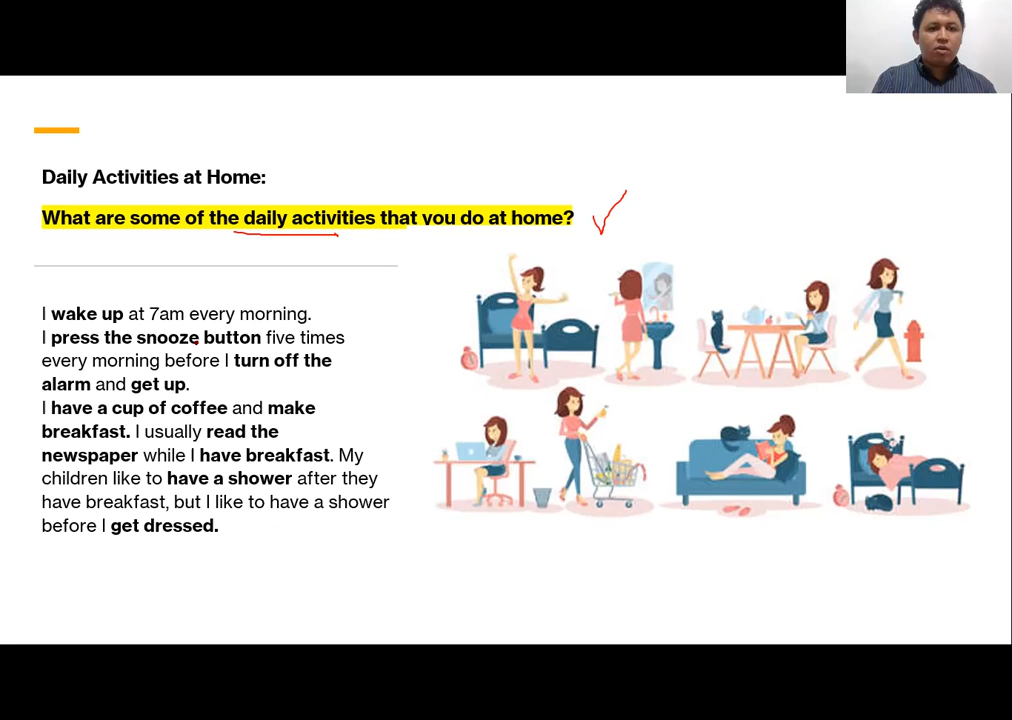 Daily Activities at Home:
What are some of the daily activities that you do at home?
I wake up at 7am every morning.
I press the snooze button five times
every morning before I turn off the
alarm and get up.
I have a cup of coffee and make
breakfast. I usually read the
newspaper while I have breakfast. My
children like to have a shower after they
have breakfast, but I like to have a shower
before I get dressed.